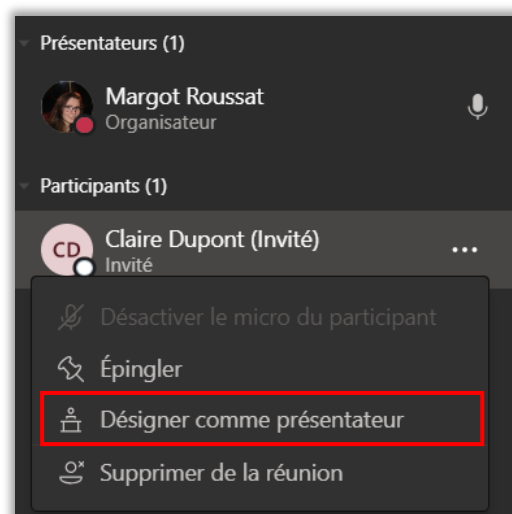 Présentateurs (1)
Margot Roussat
Organisateur
Participants (1)
CD
Claire Dupont (Invité)
Invité
Désactiver le micro du participant
Épingler
Désigner comme présentateur
Supprimer de la réunion